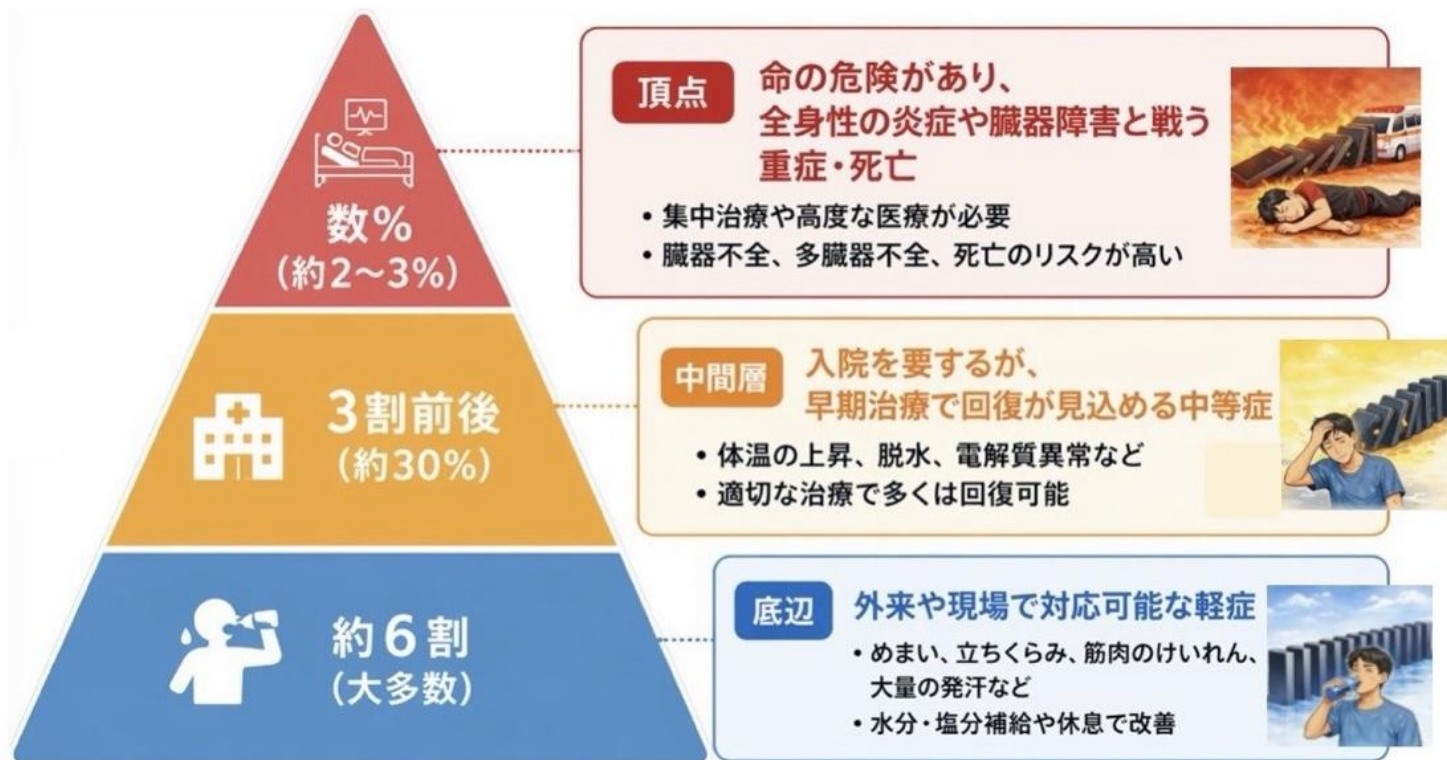 数%
(約2〜3%)
3割前後
(約30%)
約6割
(大多数)
頂点
命の危険があり、
全身性の炎症や臓器障害と戦う
重症・死亡
• 集中治療や高度な医療が必要
• 臓器不全、多臓器不全、死亡のリスクが高い
中間層
入院を要するが、
早期治療で回復が見込める中等症
• 体温の上昇、脱水、電解質異常など
• 適切な治療で多くは回復可能
底辺
外来や現場で対応可能な軽症
• めまい、立ちくらみ、筋肉のけいれん、
大量の発汗など
• 水分・塩分補給や休息で改善